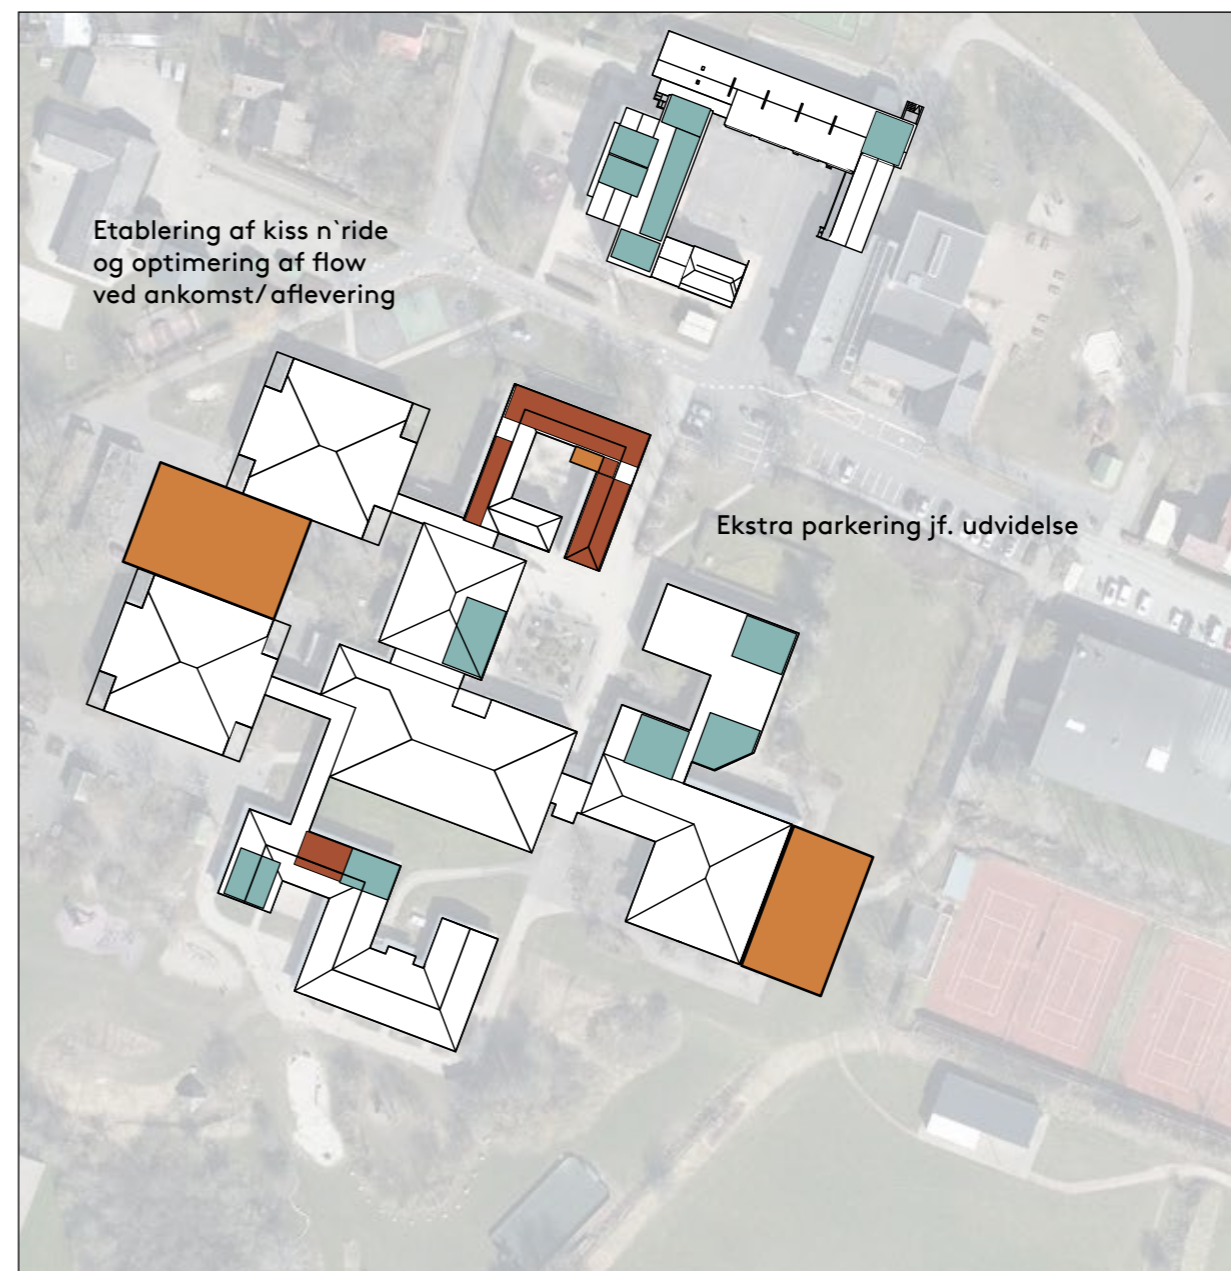 Etablering af kiss n`ride
og optimering af flow
ved ankomst/aflevering
Ekstra parkering jf. udvidelse